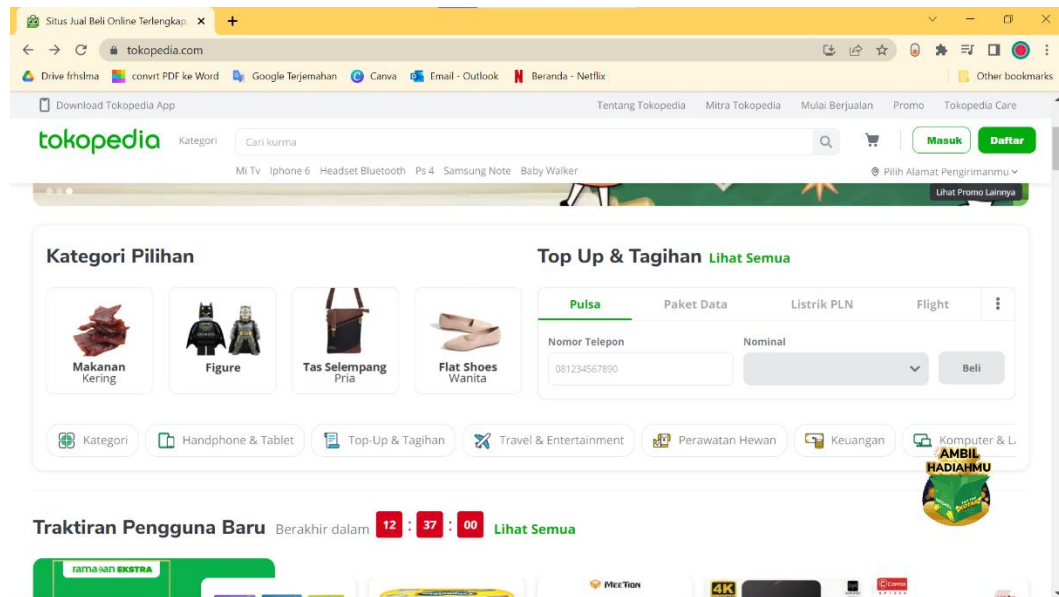 Situs Jual Beli Online Terlengkap,
tokopedia.com
Drive frhslma convrt PDF ke Word Google Terjemahan Canva Email - Outlook Beranda - Netflix Other bookmarks
Download Tokopedia App Tentang Tokopedia Mitra Tokopedia Mulai Berjualan Promo Tokopedia Care
tokopedia Kategori Cari kurma Masuk Daftar
Mi Tv Iphone 6 Headset Bluetooth Ps 4 Samsung Note Baby Walker Pilih Alamat Pengirimanmu
Lihat Promo Lainnya
Kategori Pilihan
Makanan
Kering
Figure
Tas Selempang
Pria
Flat Shoes
Wanita
Top Up & Tagihan Lihat Semua
Pulsa Paket Data Listrik PLN Flight
Nomor Telepon Nominal
081234567890 Beli
Kategori Handphone & Tablet Top-Up & Tagihan Travel & Entertainment Perawatan Hewan Keuangan Komputer & L
AMBIL
HADIAHMU
Traktiran Pengguna Baru Berakhir dalam 12 : 37 : 00 Lihat Semua
ramadan EKSTRA
MEETION
4K